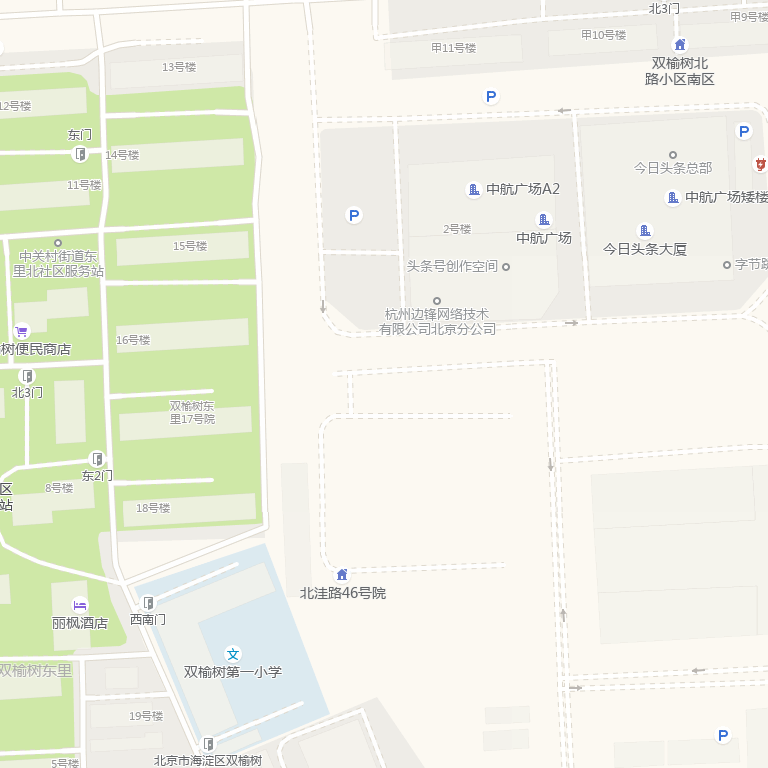 北3门
甲9号楼
甲10号楼
甲11号楼
双榆树北
路小区南区
13号楼
P
12号楼
东门
14号楼
P
今日头条总部
11号楼
中航广场A2
中航广场矮楼
P
2号楼
中航广场
今日头条大厦
15号楼
中关村街道东
里北社区服务站
头条号创作空间
字节跳
杭州边锋网络技术
有限公司北京分公司
16号楼
树便民商店
北3门
双榆树东
里17号院
东2门
8号楼
区
站
18号楼
北洼路46号院
丽枫酒店
西南门
文
双榆树第一小学
双榆树东里
19号楼
P
5号楼
北京市海淀区双榆树